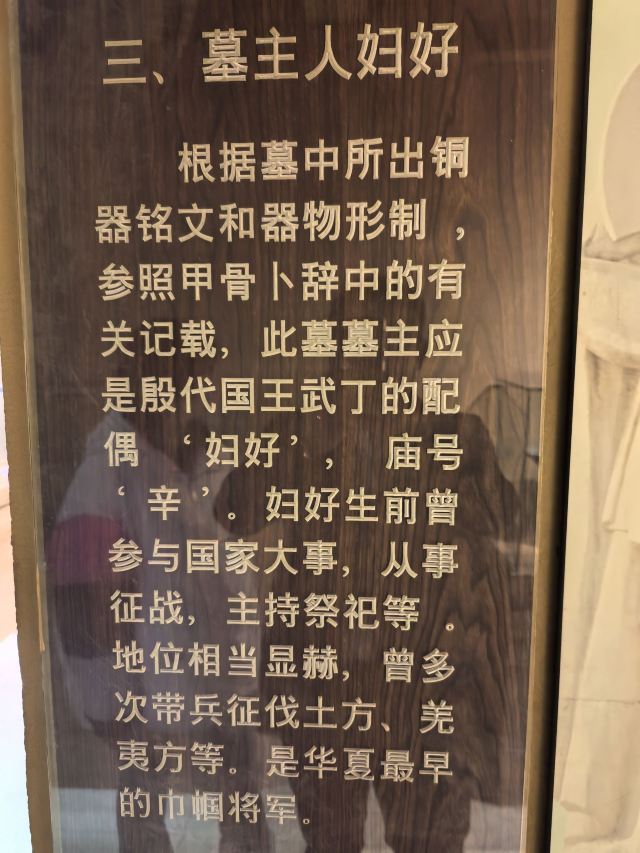 三、墓主人妇好
根据墓中所出铜
器铭文和器物形制，
参照甲骨卜辞中的有
关记载，此墓墓主应
是殷代国王武丁的配
偶‘妇好’，庙号
‘辛’。妇好生前曾
参与国家大事，从事
征战，主持祭祀等。
地位相当显赫，曾多
次带兵征伐土方、羌
夷方等。是华夏最早
的巾帼将军。